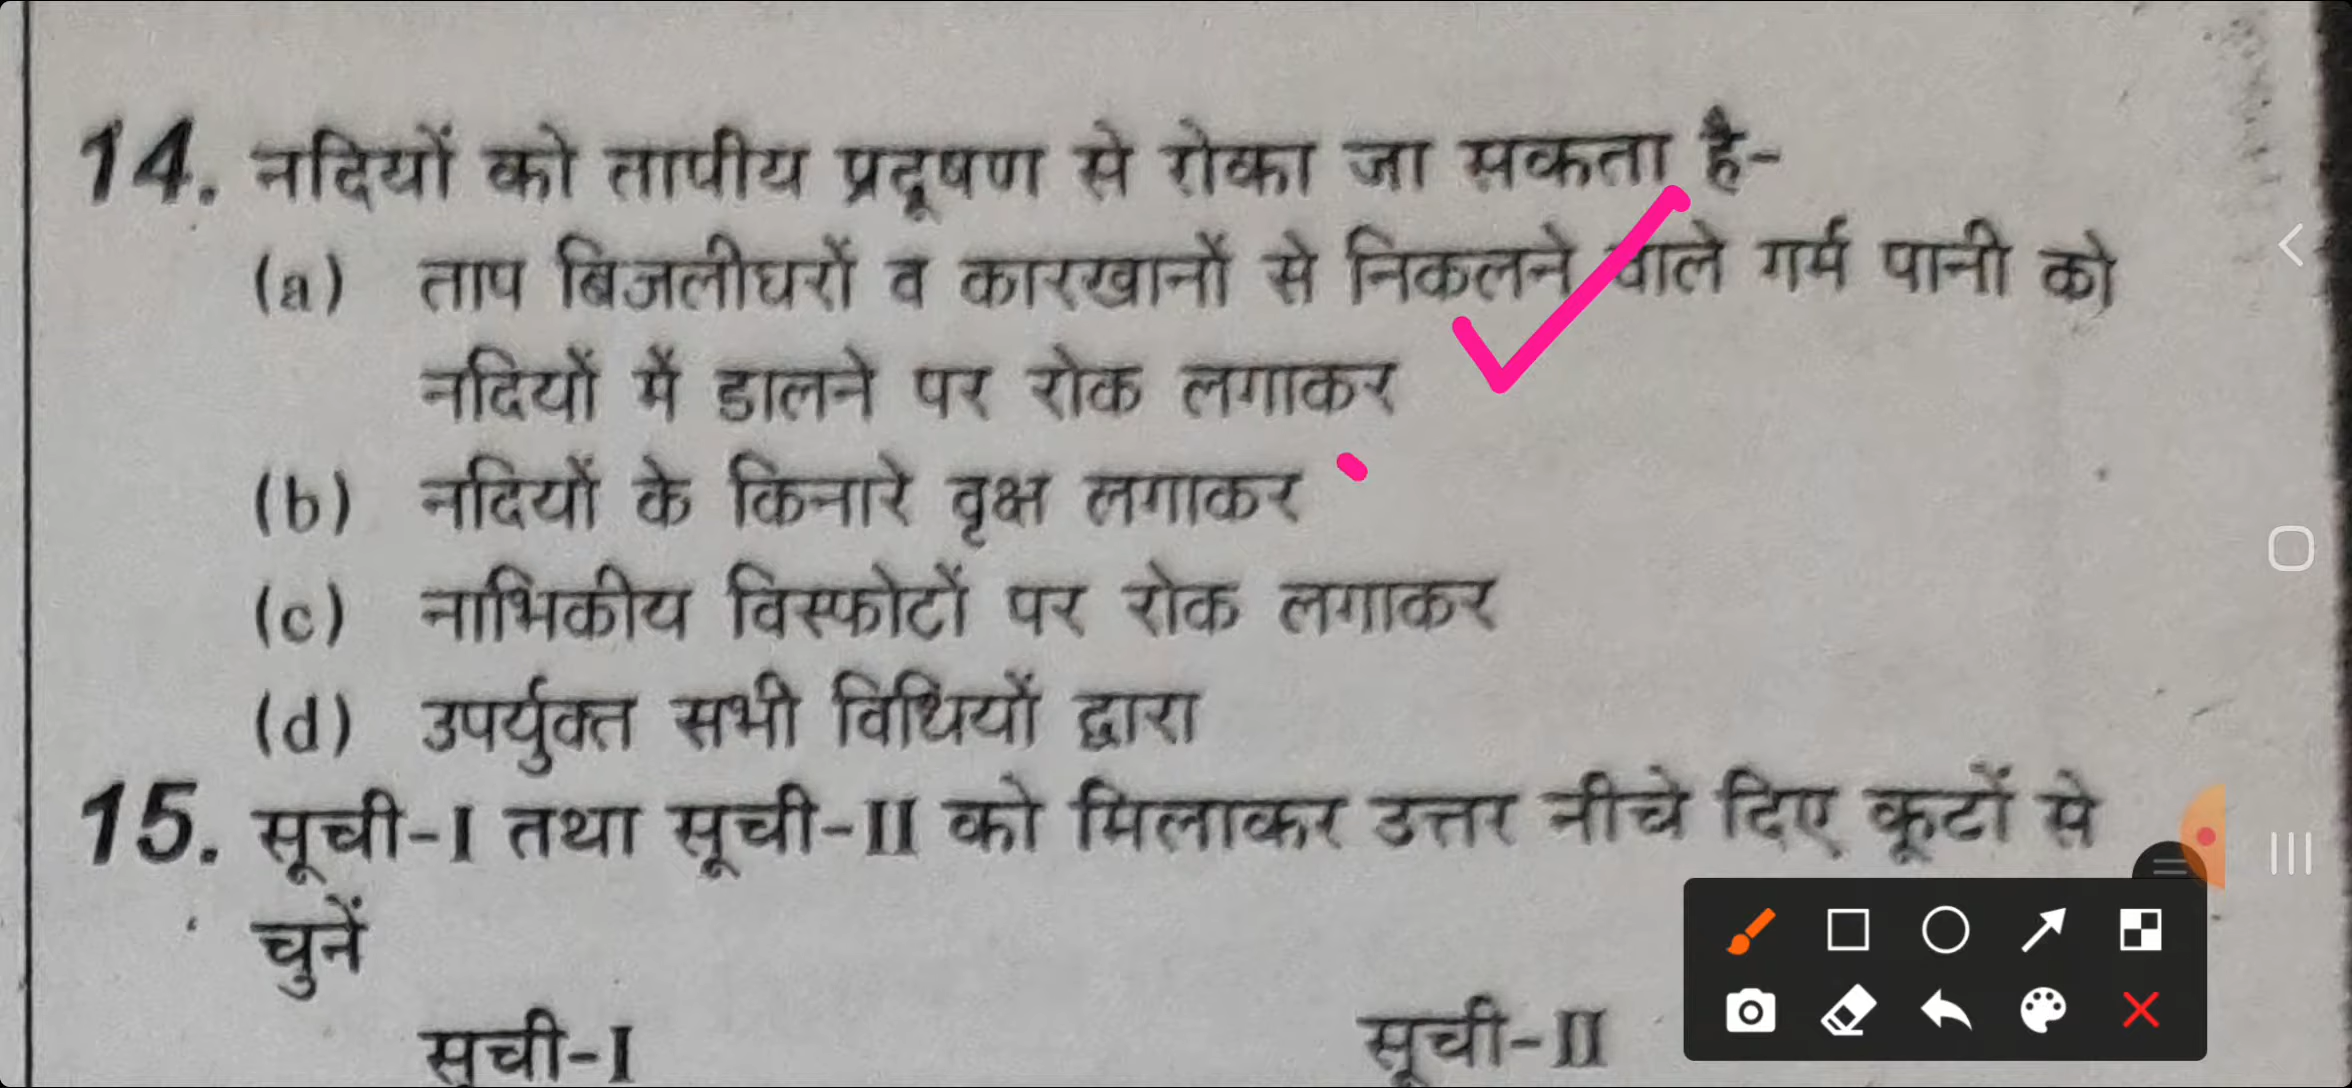 14. नदियों को तापीय प्रदूषण से रोका जा सकता है-
(a) ताप बिजलीघरों व कारखानों से निकलने वाले गर्म पानी को
नदियों में डालने पर रोक लगाकर
(b) नदियों के किनारे वृक्ष लगाकर
(c) नाभिकीय विस्फोटों पर रोक लगाकर
(d) उपर्युक्त सभी विधियों द्वारा
15. सूची-I तथा सूची-II को मिलाकर उत्तर नीचे दिए कूटों से
चुनें
सूची-I सूची-II